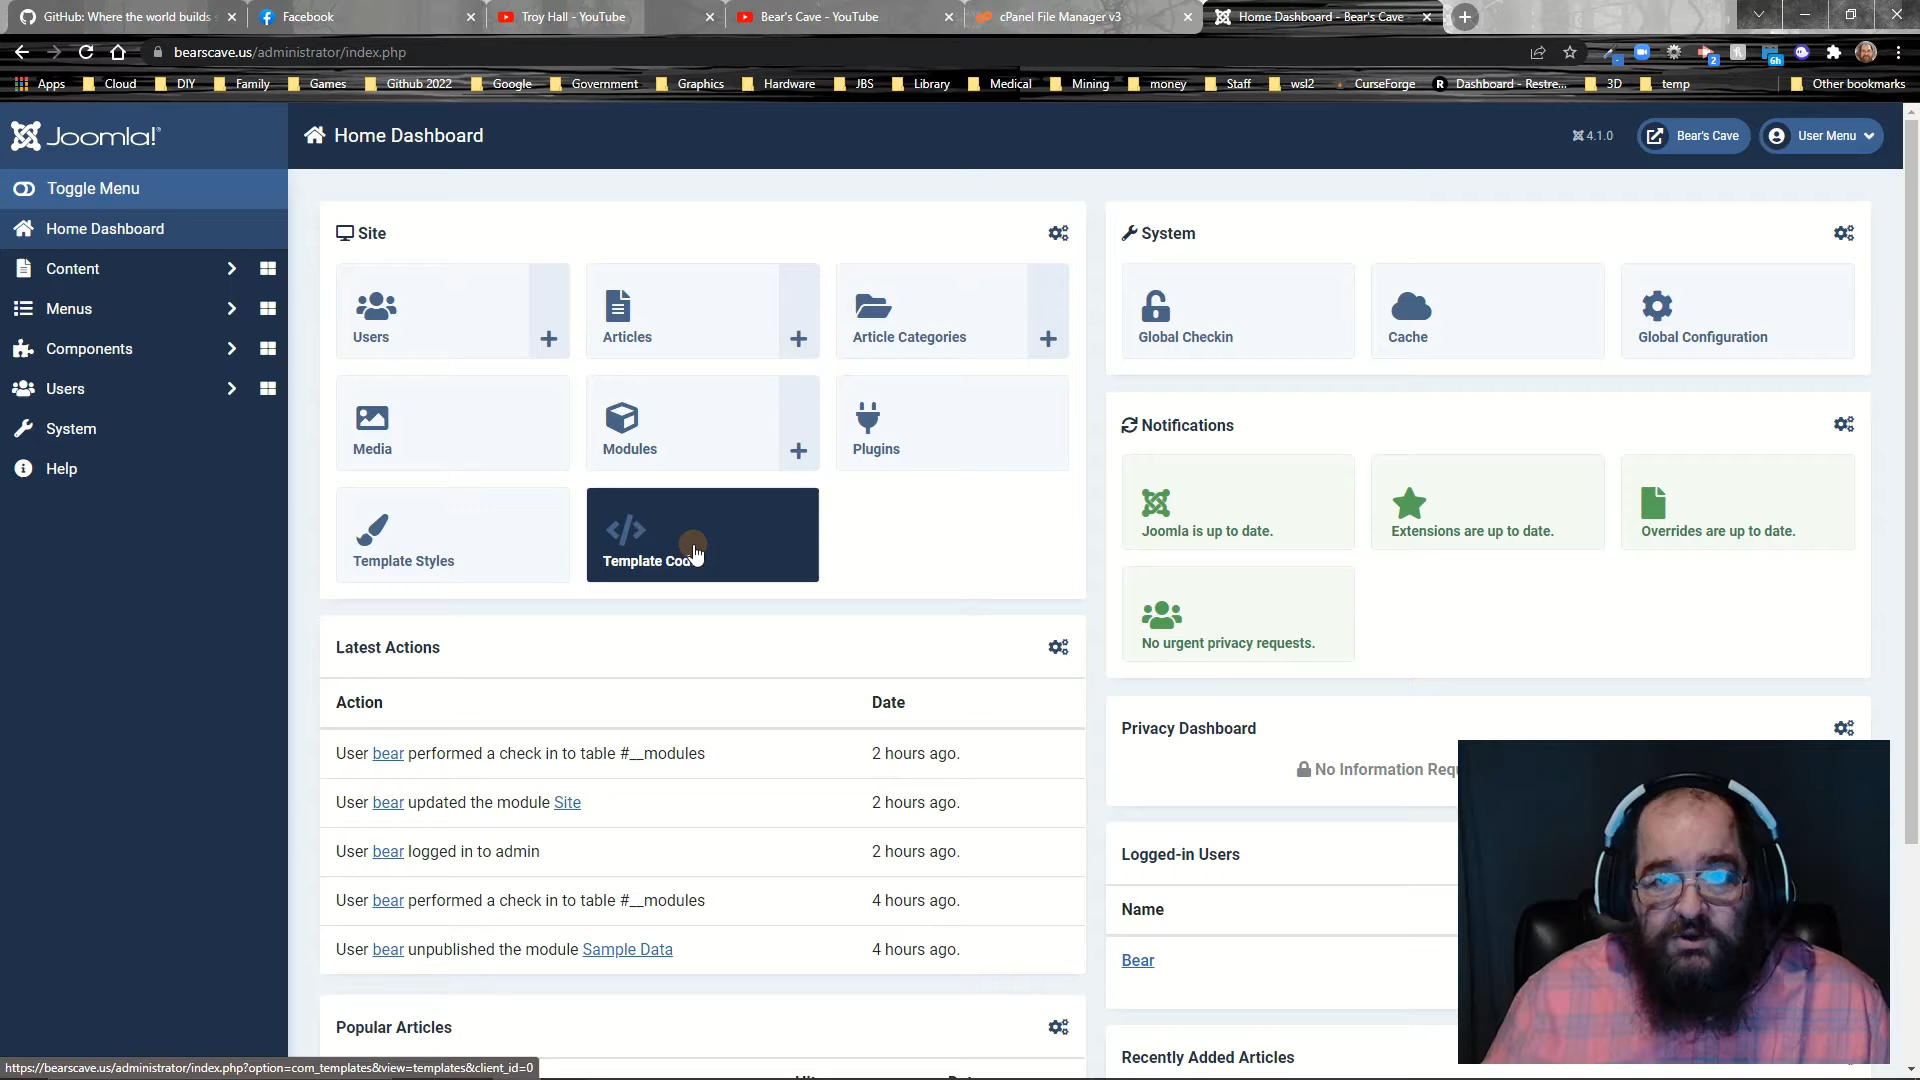 GitHub: Where the world builds s
Facebook
Troy Hall - YouTube
Bear's Cave - YouTube
cPanel File Manager v3
Home Dashboard - Bear's Cave -
bearscave.us/administrator/index.php
2
6h
Apps
Cloud
DIY
Family
Games
Github 2022
Google
Government
Graphics
Hardware
JBS
Library
Medical
Mining
money
Staff
wsl2
CurseForge
R Dashboard - Restre...
3D
temp
Other bookmarks
Joomla!®
Home Dashboard
4.1.0
Bear's Cave
User Menu
Toggle Menu
Home Dashboard
Content
Menus
Components
Users
System
Help
Site
Users
Articles
Article Categories
Media
Modules
Plugins
Template Styles
Template Cod
Latest Actions
Action Date
User bear performed a check in to table #__modules 2 hours ago.
User bear updated the module Site 2 hours ago.
User bear logged in to admin 2 hours ago.
User bear performed a check in to table #__modules 4 hours ago.
User bear unpublished the module Sample Data 4 hours ago.
Popular Articles
System
Global Checkin
Cache
Global Configuration
Notifications
Joomla is up to date.
Extensions are up to date.
Overrides are up to date.
No urgent privacy requests.
Privacy Dashboard
No Information Requ
Logged-in Users
Name
Bear
Recently Added Articles
https://bearscave.us/administrator/index.php?option=com_templates&view=templates&client_id=0